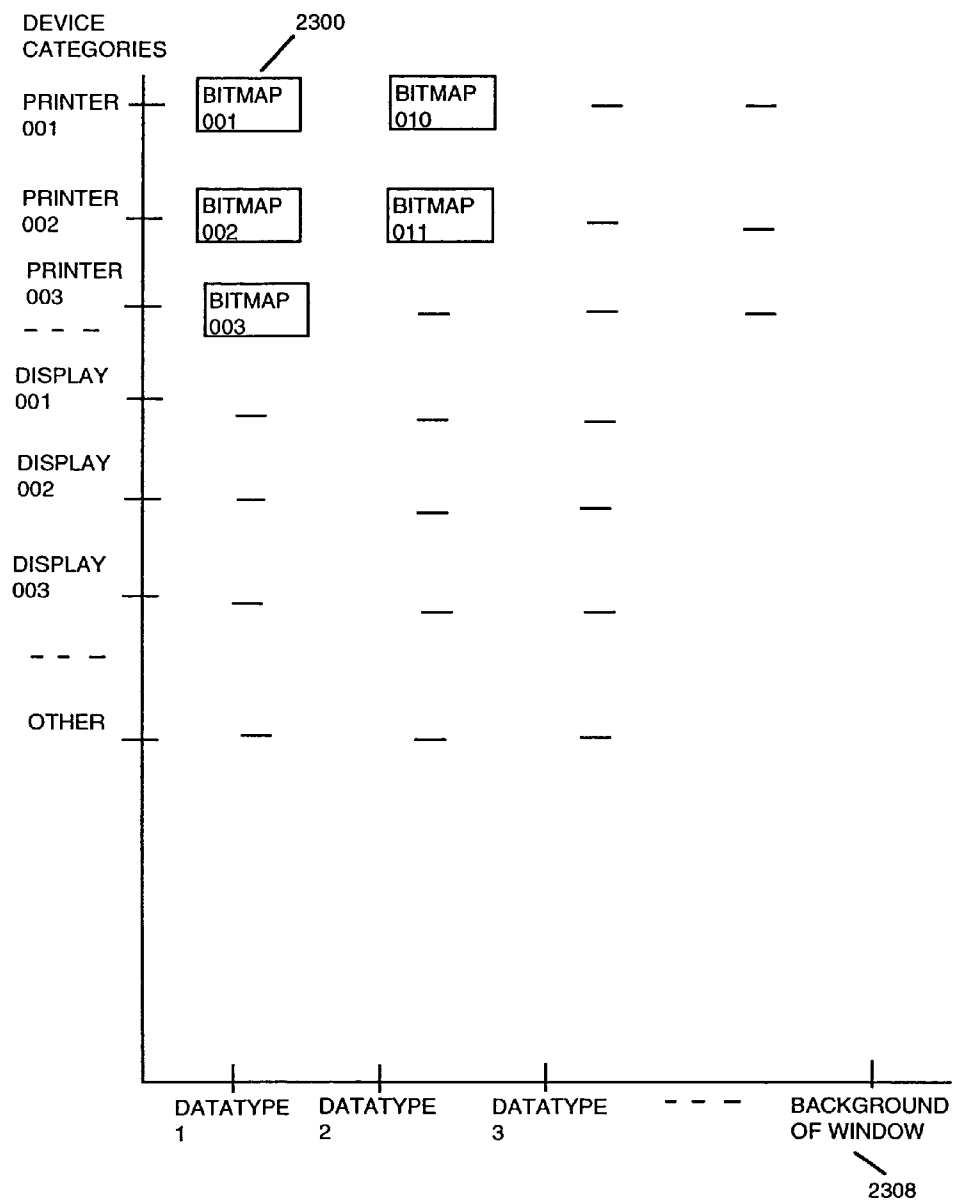 DEVICE
CATEGORIES
2300
PRINTER
001
BITMAP
001
BITMAP
010
PRINTER
002
BITMAP
002
BITMAP
011
PRINTER
003
BITMAP
003
DISPLAY
001
DISPLAY
002
DISPLAY
003
OTHER
DATATYPE
1
DATATYPE
2
DATATYPE
3
BACKGROUND
OF WINDOW
2308